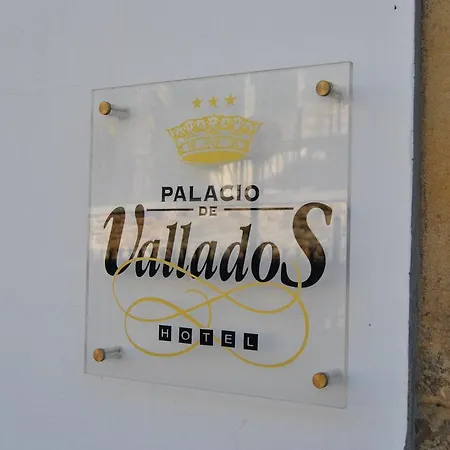 PALACIO
DE
ValladoS
HOTEL